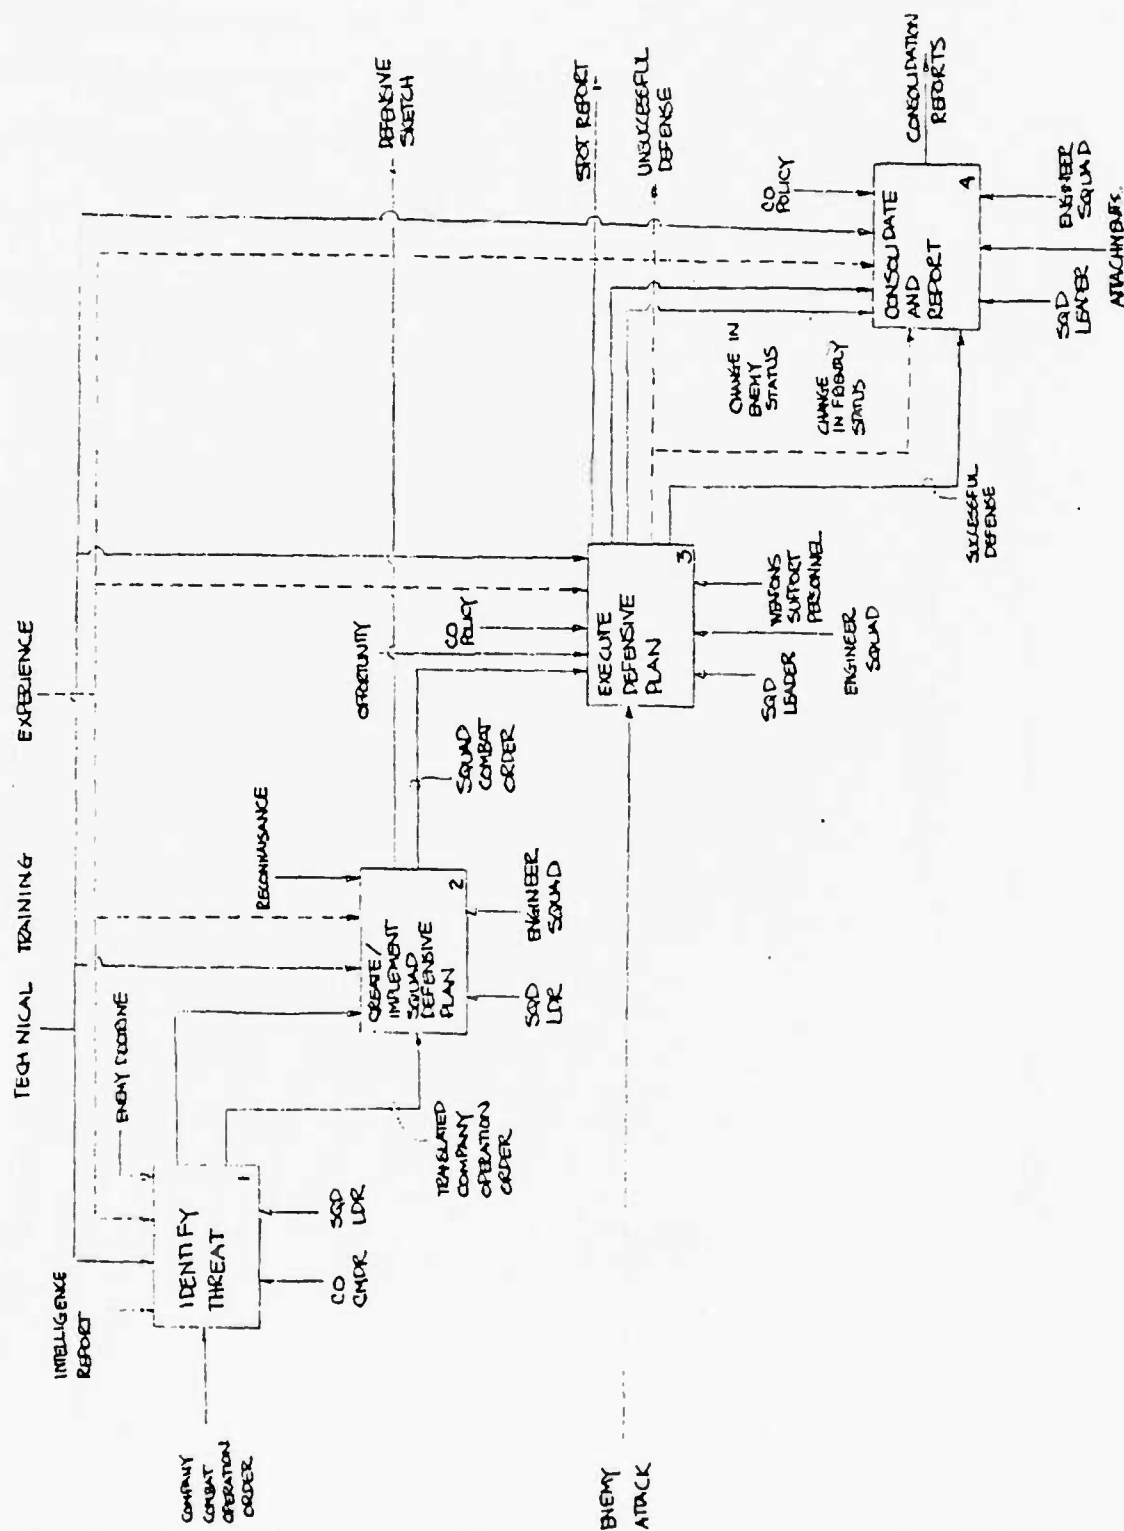 TECHNICAL TRAINING
EXPERIENCE
INTELLIGENCE
REPORT
ENEMY DOCTRINE
COMPANY
COMBAT
OPERATION
ORDER
IDENTIFY
THREAT
1
CO
CMDR
SQD
LDR
TRANSLATED
COMPANY
OPERATION
ORDER
RECONNAISANCE
CREATE/
IMPLEMENT
SQUAD
DEFENSIVE
PLAN
2
SQD
LDR
ENGINEER
SQUAD
DEFENSIVE
SKETCH
SQUAD
COMBAT
ORDER
OPPORTUNITY
CO
POLICY
ENEMY
ATTACK
EXECUTE
DEFENSIVE
PLAN
3
SQD
LEADER
ENGINEER
SQUAD
WEAPONS
SUPPORT
PERSONNEL
SPOT REPORT
UNSUCCESSFUL
DEFENSE
CHANGE IN
ENEMY
STATUS
CHANGE
IN FRIENDLY
STATUS
SUCCESSFUL
DEFENSE
CO
POLICY
CONSOLIDATE
AND
REPORT
4
SQD
LEADER
ATTACHMENTS
ENGINEER
SQUAD
CONSOLIDATION
REPORTS